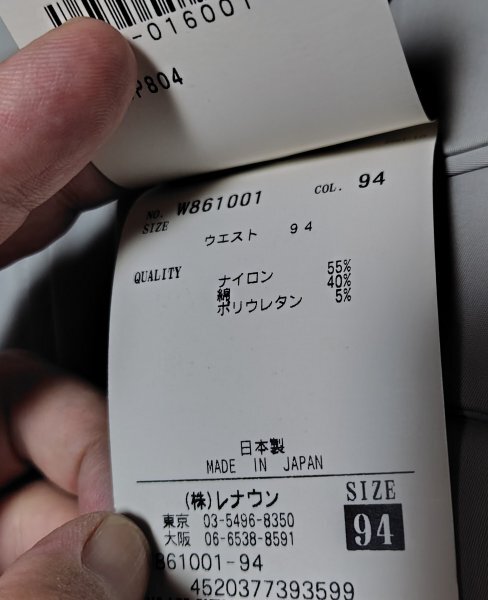 -016001
P804
NO. W861001 COL. 94
SIZE
ウエスト 94
QUALITY ナイロン 55%
綿 40%
ポリウレタン 5%
日本製
MADE IN JAPAN
(株)レナウン
東京 03-5496-8350
大阪 06-6538-8591
SIZE
94
861001-94
4520377393599